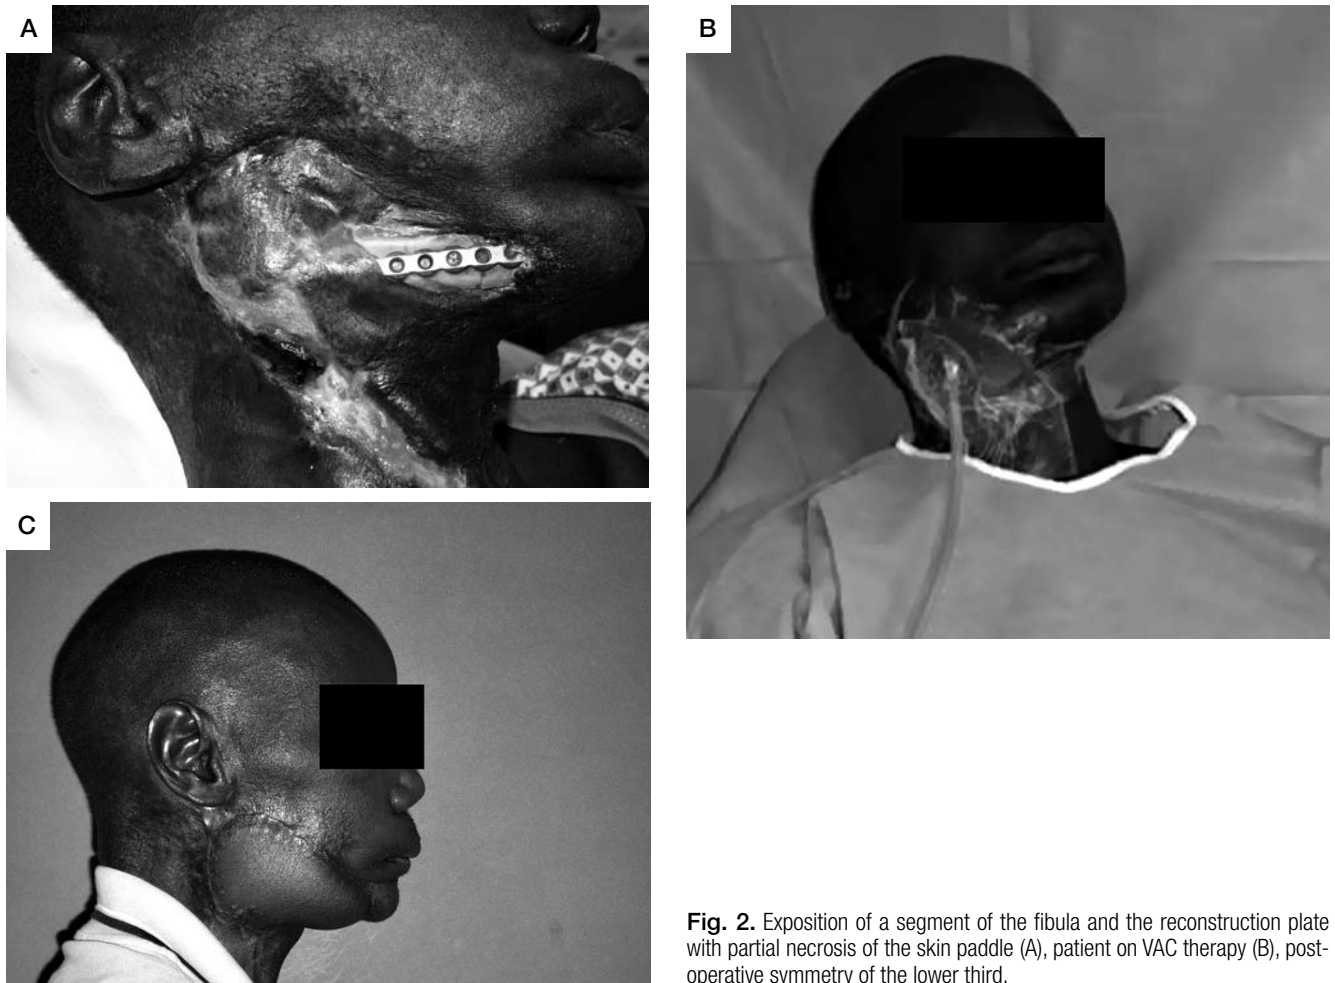 A
B
C
Fig. 2. Exposition of a segment of the fibula and the reconstruction plate
with partial necrosis of the skin paddle (A), patient on VAC therapy (B), post-
operative symmetry of the lower third.